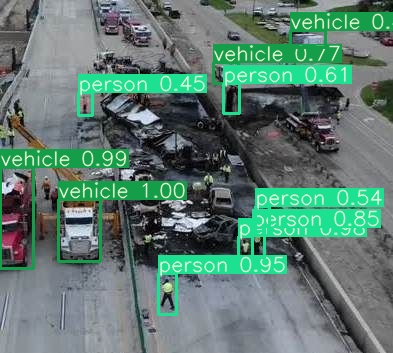 vehicle 0.
vehicle 0.77
person 0.61
person 0.45
vehicle 0.99
vehicle 1.00
person 0.54
person 0.85
person 0.98
person 0.95